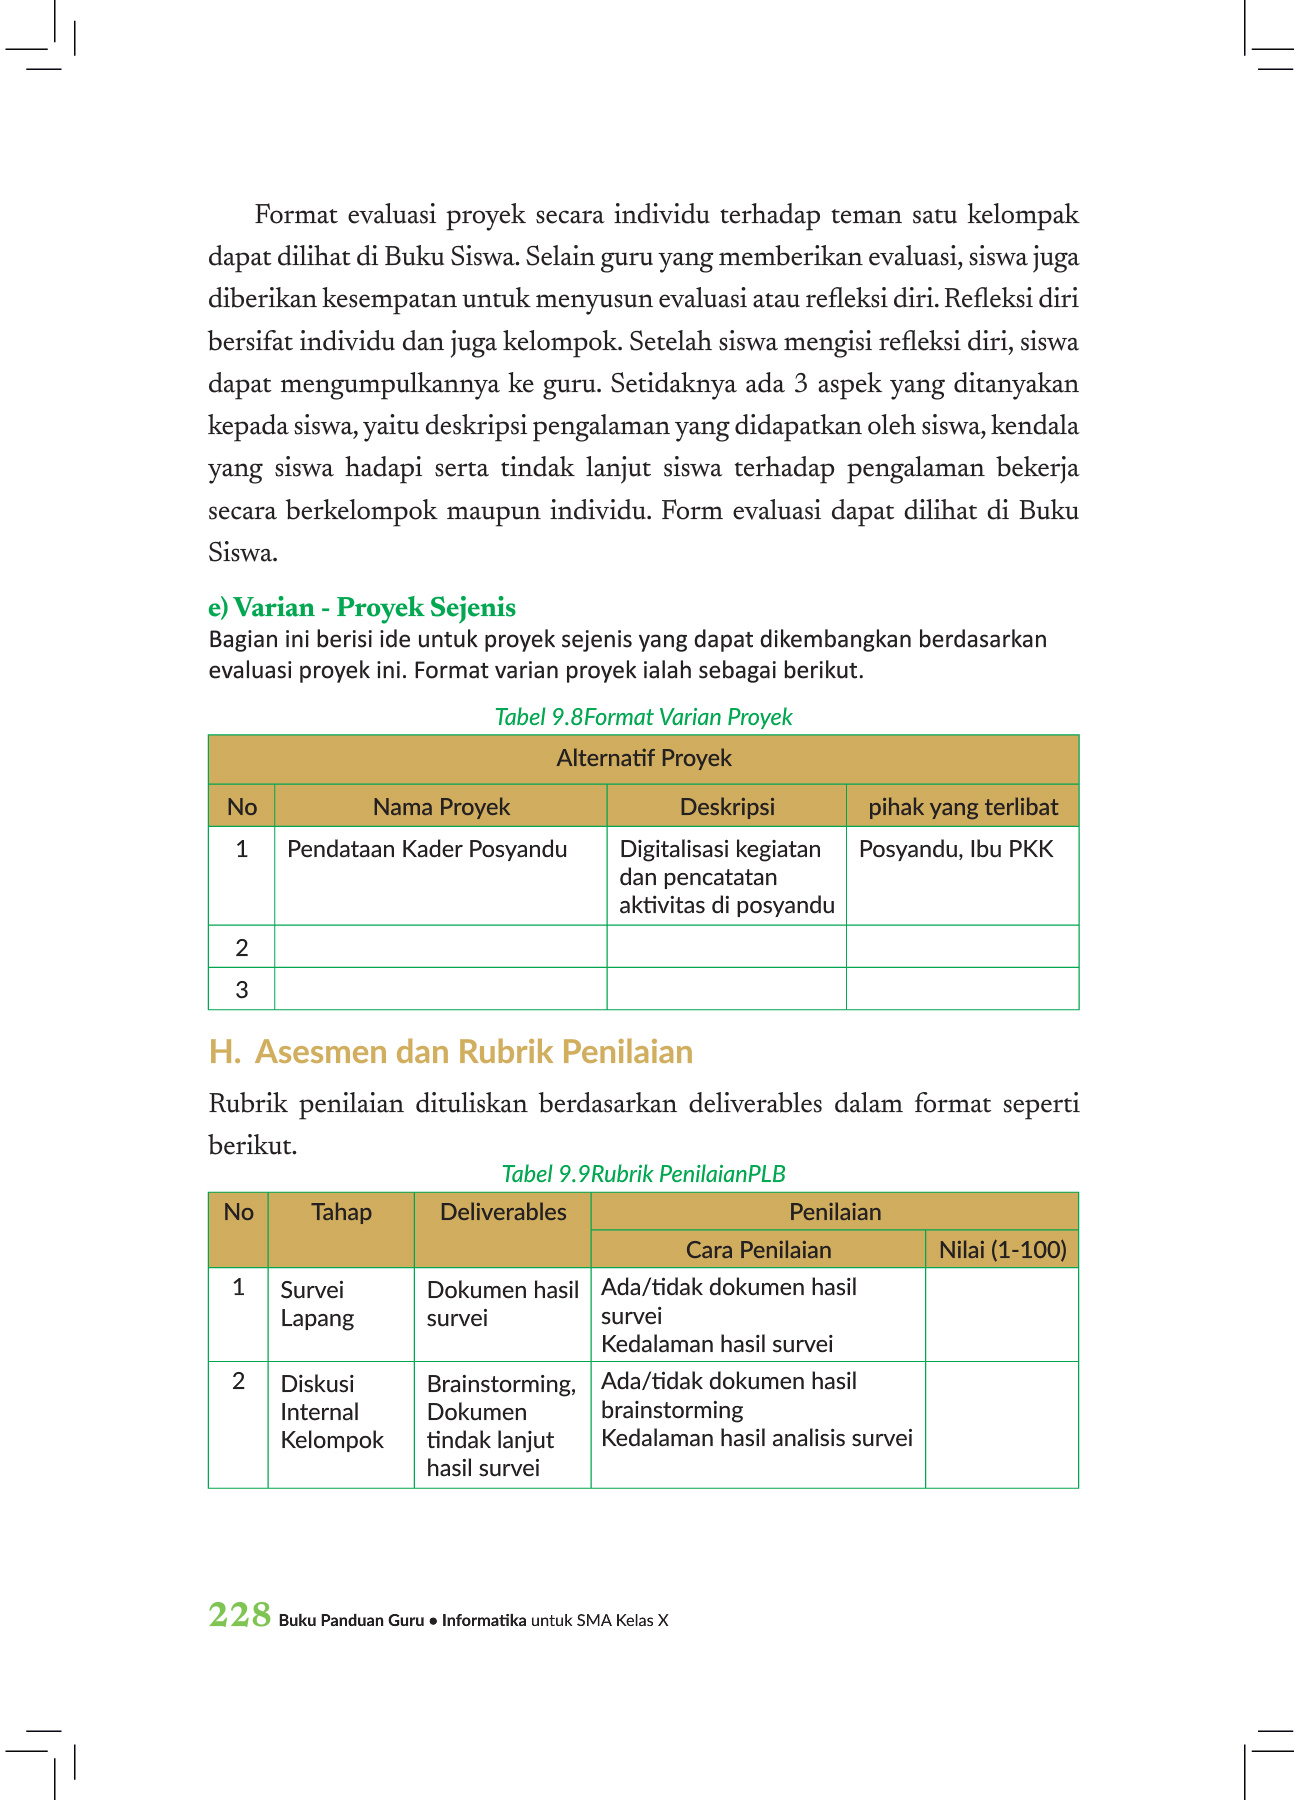 Format evaluasi proyek secara individu terhadap teman satu kelompak
dapat dilihat di Buku Siswa. Selain guru yang memberikan evaluasi, siswa juga
diberikan kesempatan untuk menyusun evaluasi atau refleksi diri. Refleksi diri
bersifat individu dan juga kelompok. Setelah siswa mengisi refleksi diri, siswa
dapat mengumpulkannya ke guru. Setidaknya ada 3 aspek yang ditanyakan
kepada siswa, yaitu deskripsi pengalaman yang didapatkan oleh siswa, kendala
yang siswa hadapi serta tindak lanjut siswa terhadap pengalaman bekerja
secara berkelompok maupun individu. Form evaluasi dapat dilihat di Buku
Siswa.
e) Varian - Proyek Sejenis
Bagian ini berisi ide untuk proyek sejenis yang dapat dikembangkan berdasarkan
evaluasi proyek ini. Format varian proyek ialah sebagai berikut.
Tabel 9.8Format Varian Proyek
Alternatif Proyek
No Nama Proyek Deskripsi pihak yang terlibat
1 Pendataan Kader Posyandu Digitalisasi kegiatan Posyandu, Ibu PKK
dan pencatatan
aktivitas di posyandu
2
3
H. Asesmen dan Rubrik Penilaian
Rubrik penilaian dituliskan berdasarkan deliverables dalam format seperti
berikut.
Tabel 9.9Rubrik PenilaianPLB
No Tahap Deliverables Penilaian
Cara Penilaian Nilai (1-100)
1 Survei Dokumen hasil Ada/tidak dokumen hasil
Lapang survei survei
Kedalaman hasil survei
2 Diskusi Brainstorming, Ada/tidak dokumen hasil
Internal Dokumen brainstorming
Kelompok tindak lanjut Kedalaman hasil analisis survei
hasil survei
228 Buku Panduan Guru • Informatika untuk SMA Kelas X